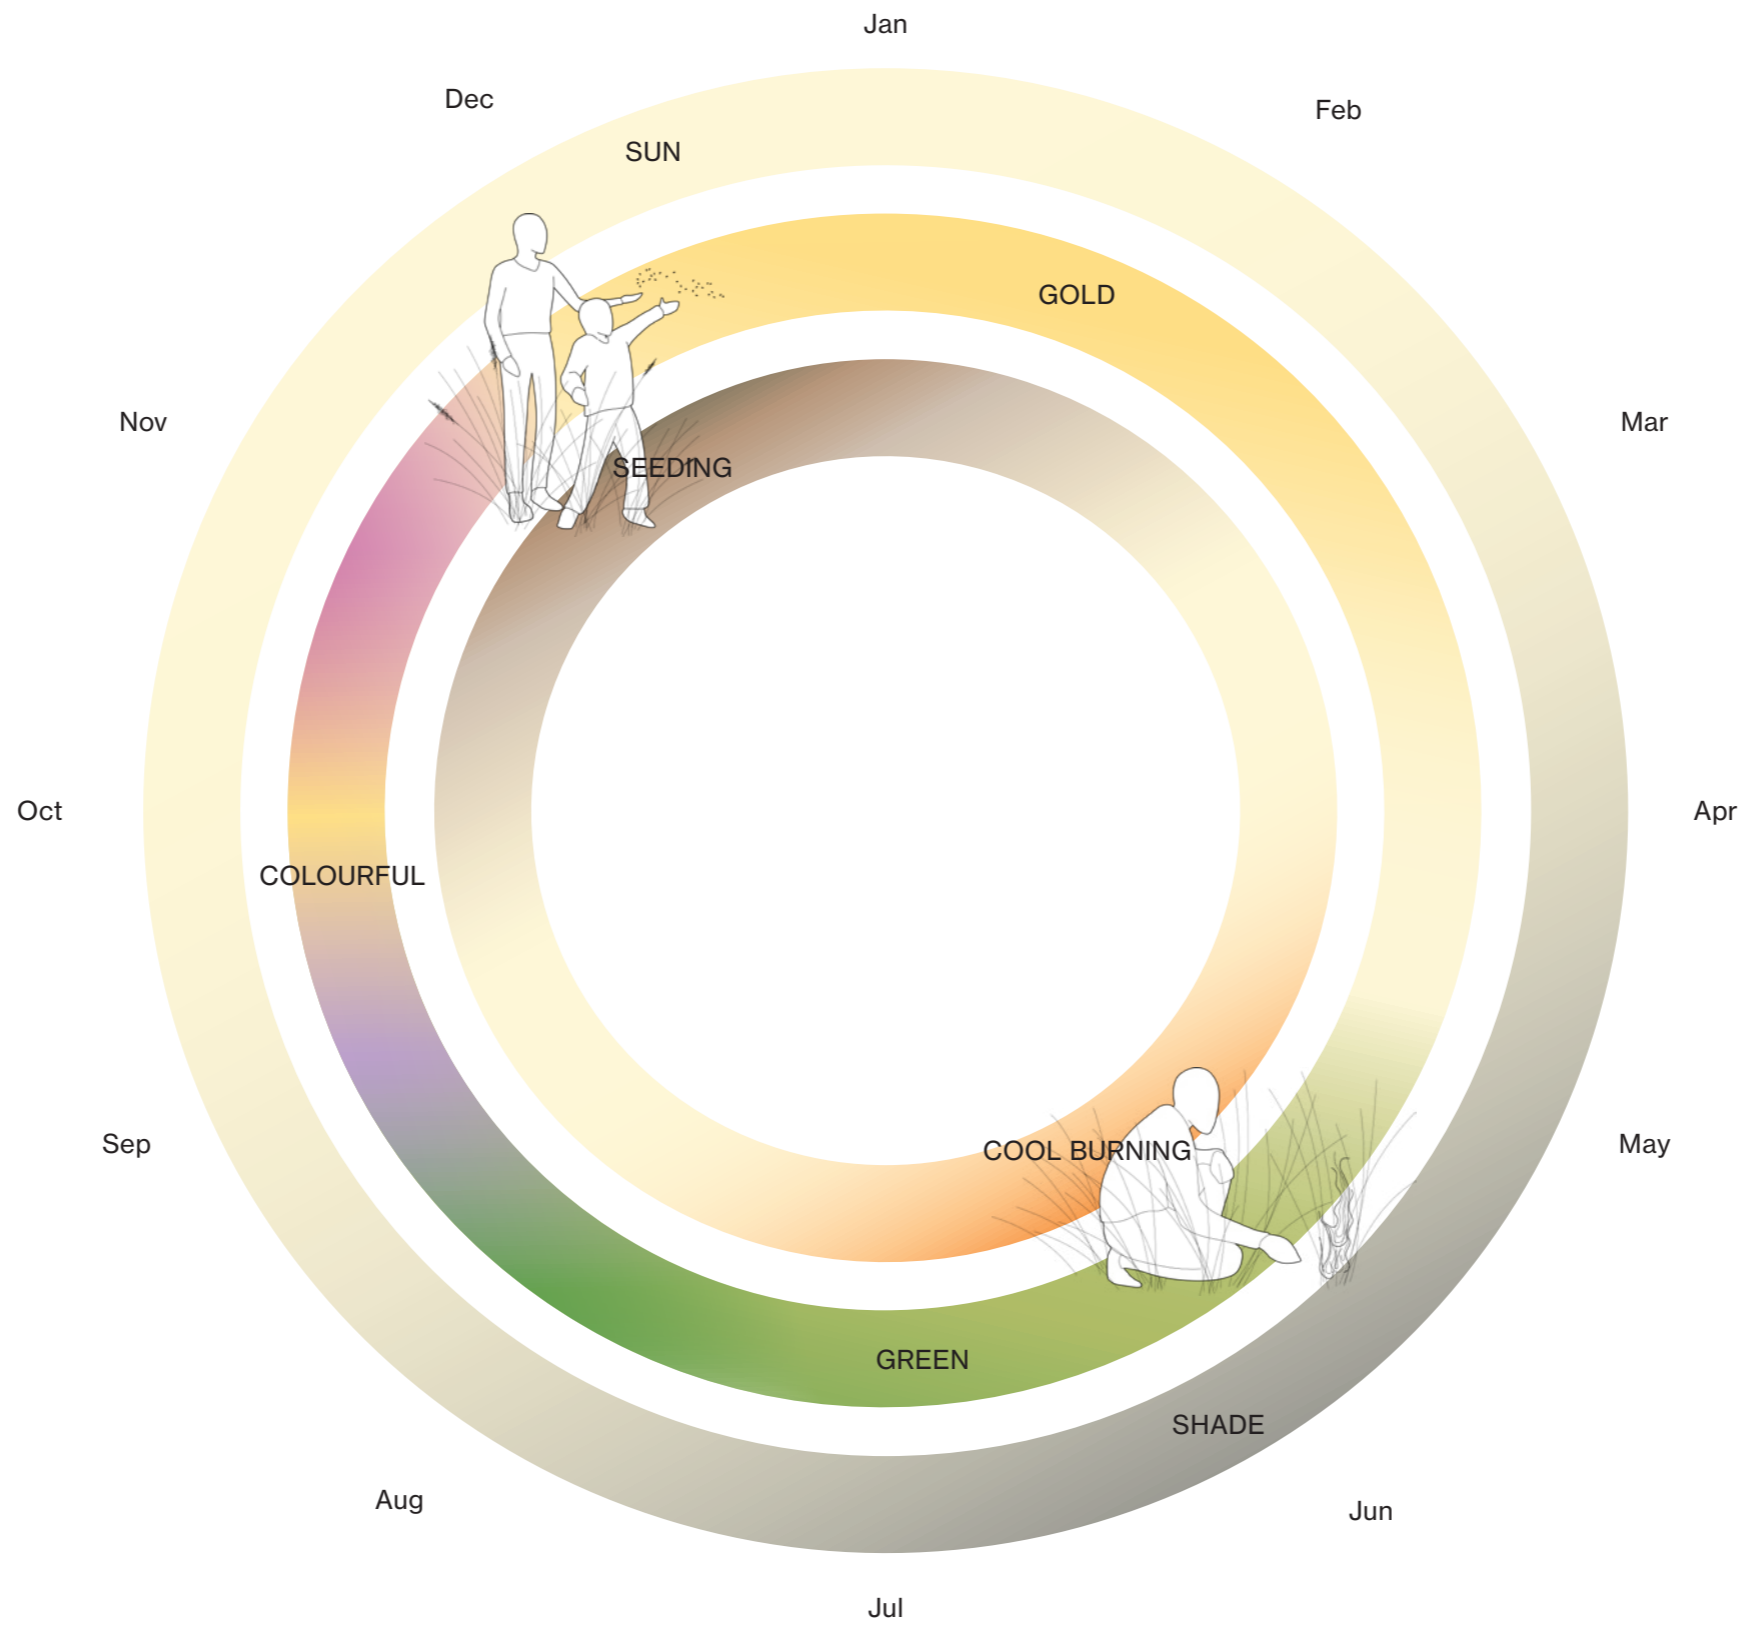 Jan
Dec
Feb
SUN
GOLD
Nov
Mar
SEEDING
Oct
Apr
COLOURFUL
Sep
May
COOL BURNING
GREEN
SHADE
Aug
Jun
Jul